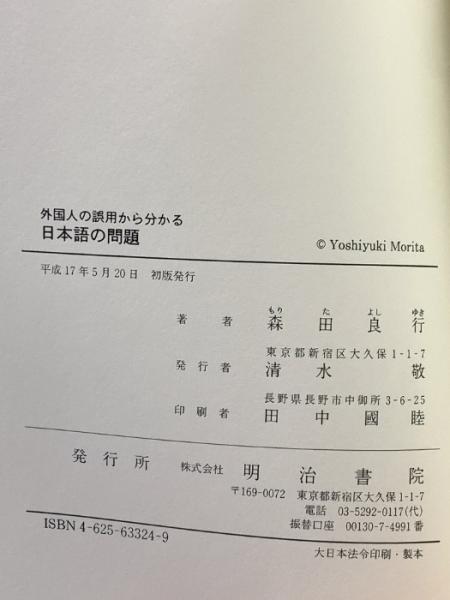 外国人の誤用から分かる
日本語の問題
© Yoshiyuki Morita
平成17年5月20日 初版発行
もり た よし ゆき
著者 森田良行
東京都新宿区大久保1-1-7
発行者 清水敬
長野県長野市中御所3-6-25
印刷者 田中國睦
発行所 株式会社 明治書院
〒169-0072 東京都新宿区大久保1-1-7
電話 03-5292-0117(代)
振替口座 00130-7-4991番
ISBN 4-625-63324-9
大日本法令印刷・製本